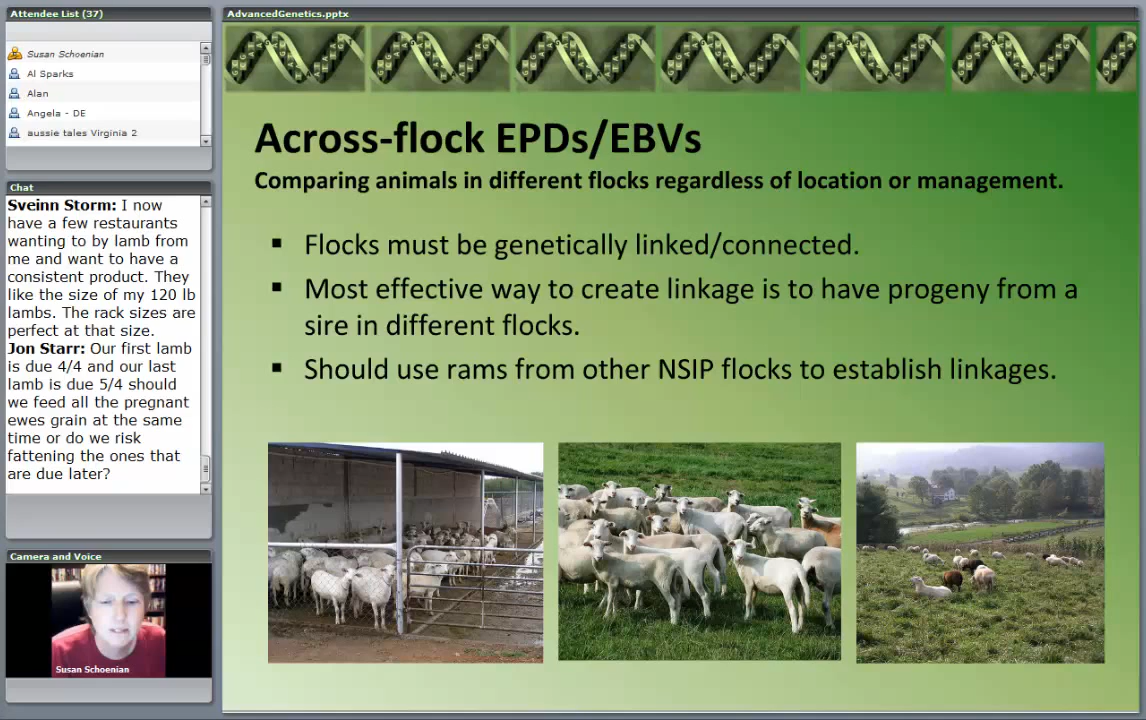 Attendee List (37)
Susan Schoenian
Al Sparks
Alan
Angela - DE
aussie tales Virginia 2
Chat
Sveinn Storm: I now
have a few restaurants
wanting to by lamb from
me and want to have a
consistent product. They
like the size of my 120 lb
lambs. The rack sizes are
perfect at that size.
Jon Starr: Our first lamb
is due 4/4 and our last
lamb is due 5/4 should
we feed all the pregnant
ewes grain at the same
time or do we risk
fattening the ones that
are due later?
Camera and Voice
Susan Schoenian
AdvancedGenetics.pptx
Across-flock EPDs/EBVs
Comparing animals in different flocks regardless of location or management.
▪ Flocks must be genetically linked/connected.
▪ Most effective way to create linkage is to have progeny from a
sire in different flocks.
▪ Should use rams from other NSIP flocks to establish linkages.